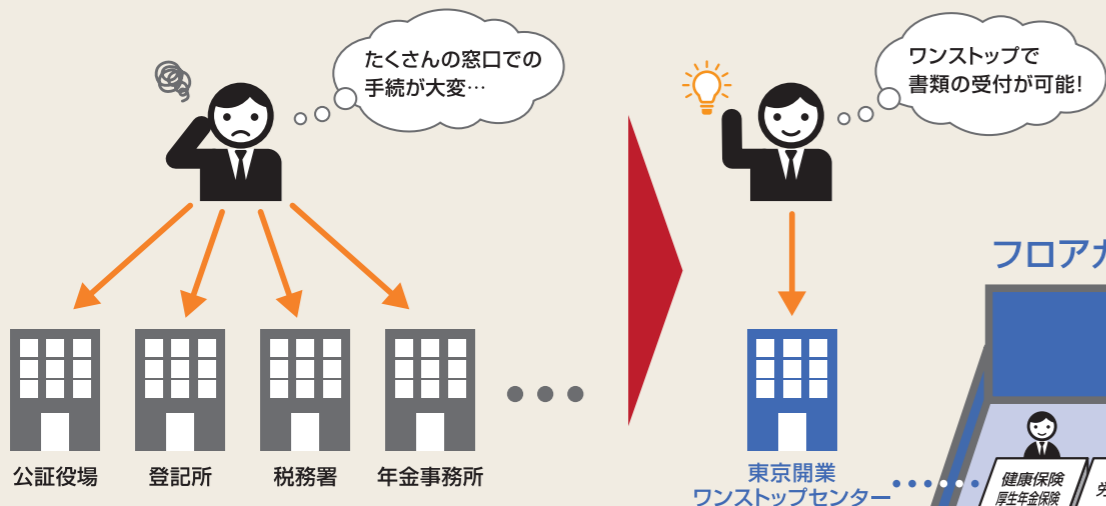 たくさんの窓口での
手続が大変…
ワンストップで
書類の受付が可能!
公証役場
登記所
税務署
年金事務所
東京開業
ワンストップセンター
フロアガ
健康保険
厚生年金保険
労